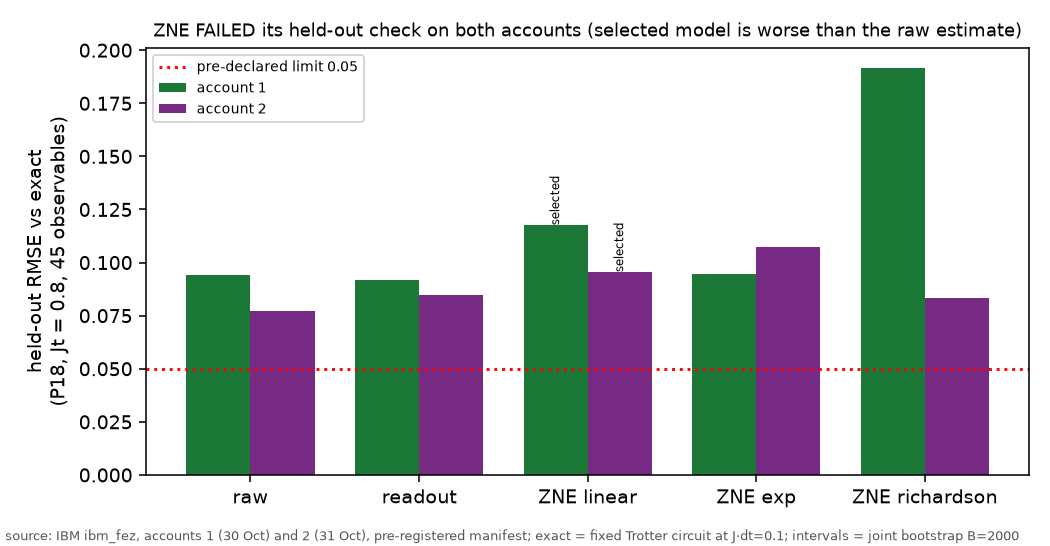 ZNE FAILED its held-out check on both accounts (selected model is worse than the raw estimate)
held-out RMSE vs exact
(P18, Jt = 0.8, 45 observables)
0.200
0.175
0.150
0.125
0.100
0.075
0.050
0.025
0.000
pre-declared limit 0.05
account 1
account 2
selected
selected
raw
readout
ZNE linear
ZNE exp
ZNE richardson
source: IBM ibm_fez, accounts 1 (30 Oct) and 2 (31 Oct), pre-registered manifest; exact = fixed Trotter circuit at J·dt=0.1; intervals = joint bootstrap B=2000